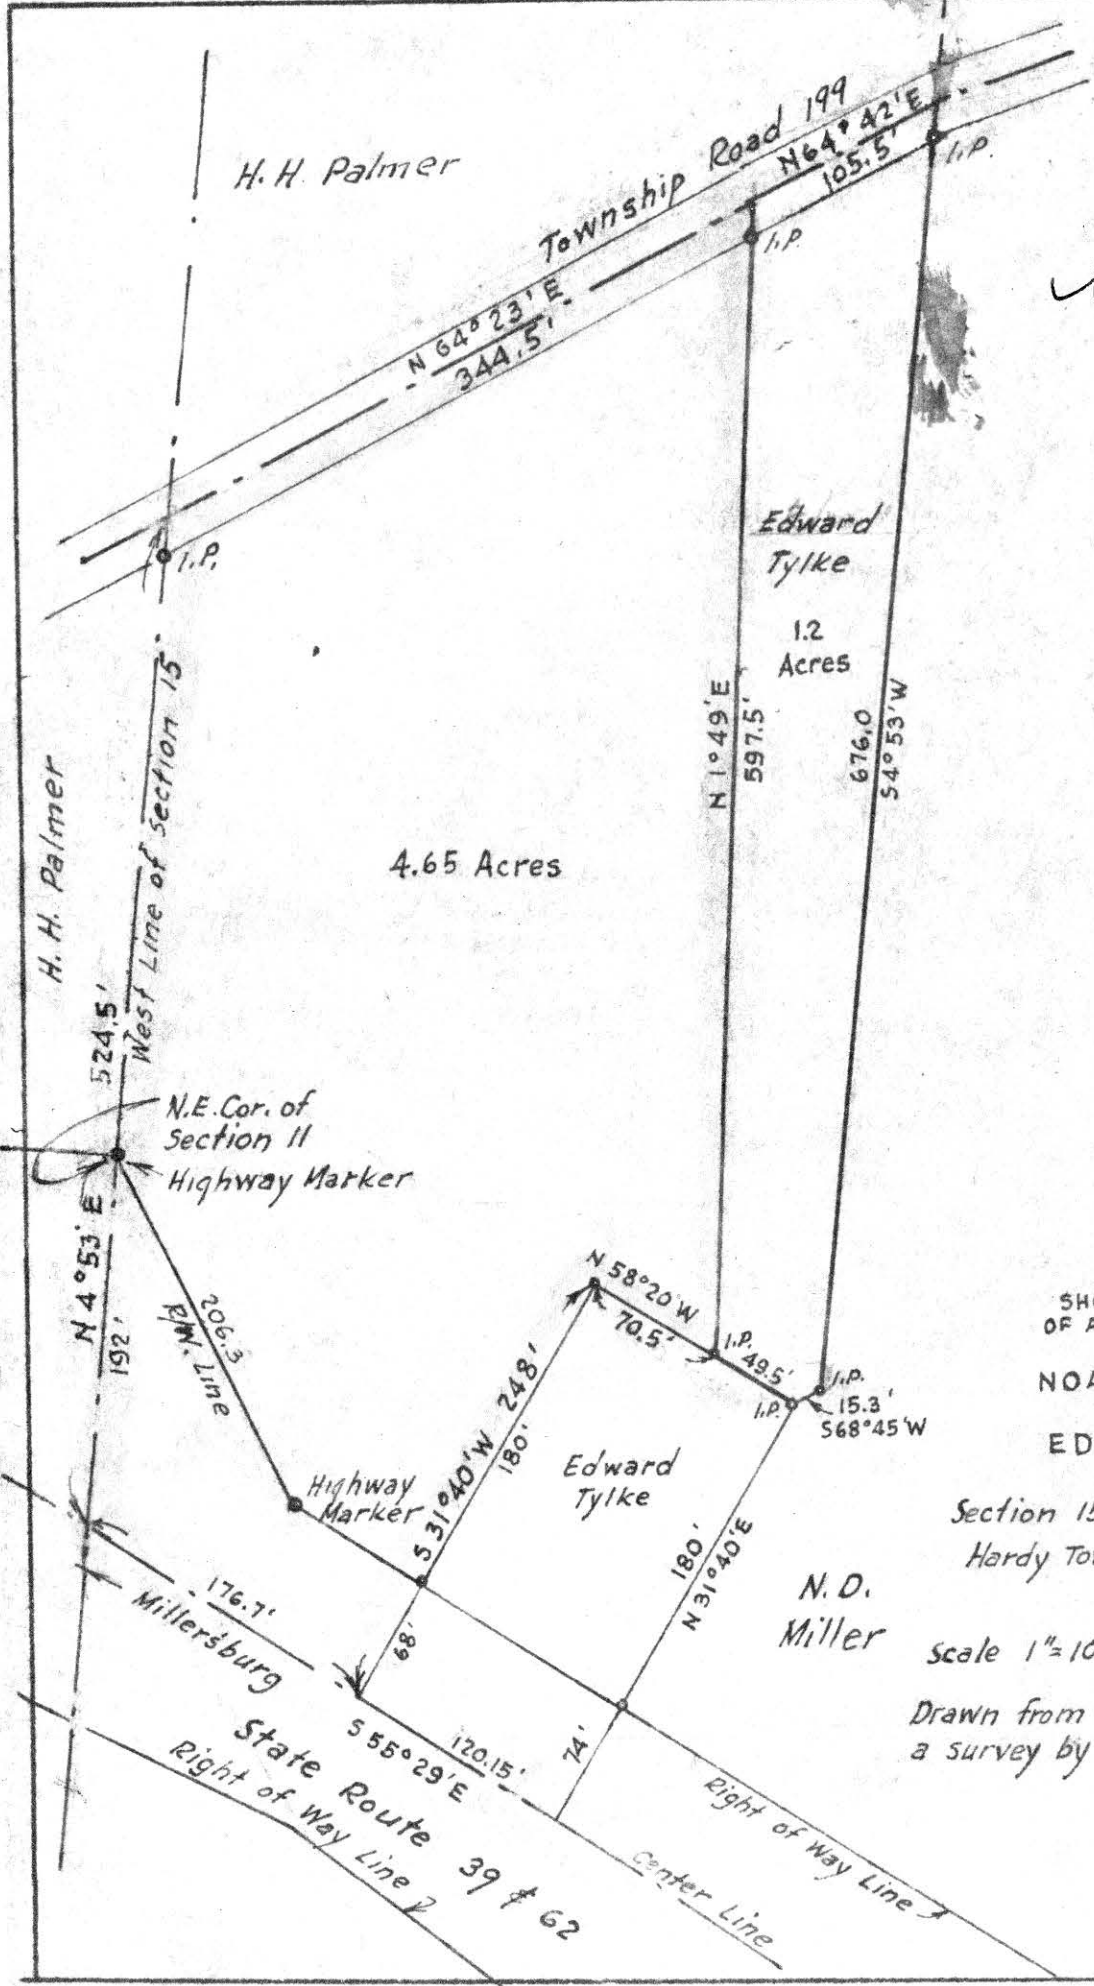 H. H. Palmer
Township Road 199
N 64° 42' E
105.5'
I.P.
I.P.
N 64° 23' E
344.5'
I.P.
Edward
Tylke
1.2
Acres
West Line of Section 15
H. H. Palmer
N 1° 49' E
597.5'
676.0
S 4° 53' W
4.65 Acres
524.5'
N.E. Cor. of
Section 11
Highway Marker
N 4° 53' E
192'
206.3
R/W. Line
N 58° 20' W
70.5'
I.P.
49.5'
I.P.
I.P.
15.3'
S 68° 45' W
S 31° 40' W 248'
180'
Edward
Tylke
Highway
Marker
180'
N 31° 40' E
N. D.
Miller
SH
OF A
NOA
ED
Section 15
Hardy To
Scale 1"=10
Drawn from
a survey by
176.7'
Millersburg
68'
S 55° 29' E
120.15'
74'
State Route 39 & 62
Right of Way Line
Center Line
Right of Way Line